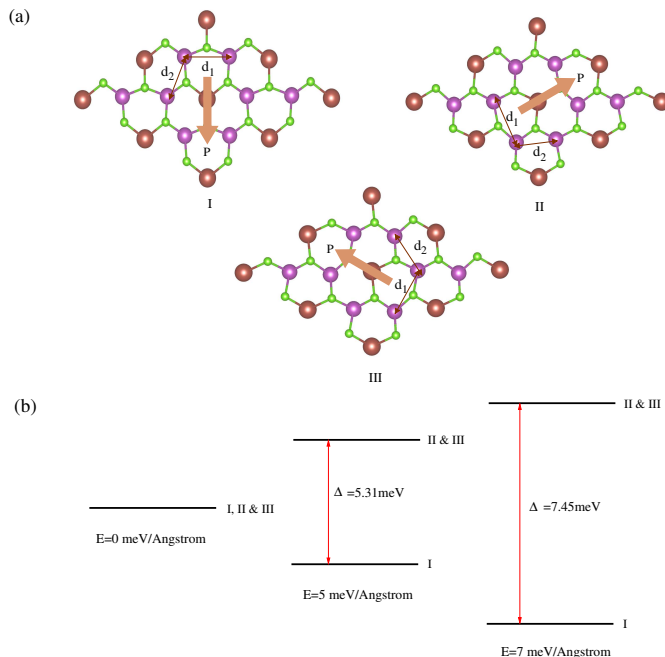 (a)
d2 d1
P
I
P
d1
d2
II
P
d2
d1
III
(b)
II & III
II & III
Δ =5.31meV
Δ =7.45meV
I, II & III
E=0 meV/Angstrom
I
E=5 meV/Angstrom
I
E=7 meV/Angstrom